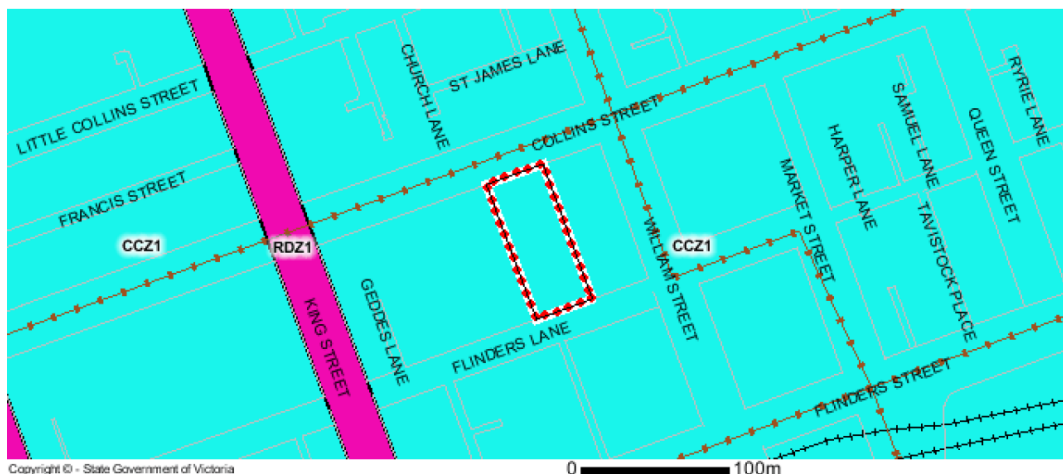 LITTLE COLLINS STREET
CHURCH LANE
ST JAMES LANE
COLLINS STREET
RYRIE LANE
SAMUEL LANE
QUEEN STREET
HARPER LANE
FRANCIS STREET
MARKET STREET
TAVISTOCK PLACE
CCZ1
RDZ1
WILLIAM STREET
CCZ1
GEDDES LANE
KING STREET
FLINDERS LANE
FLINDERS STREET
Copyright © - State Government of Victoria
0 100m